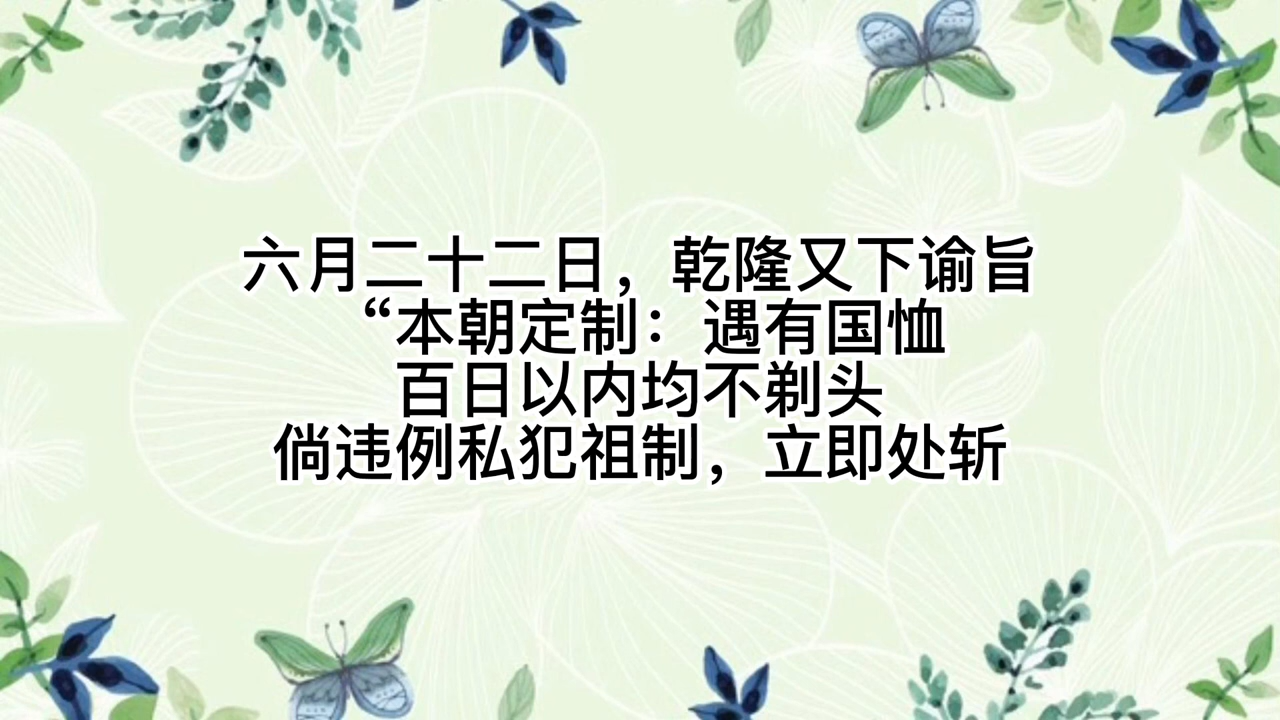 六月二十二日，乾隆又下谕旨
“本朝定制：遇有国恤
百日以内均不剃头
倘违例私犯祖制，立即处斩